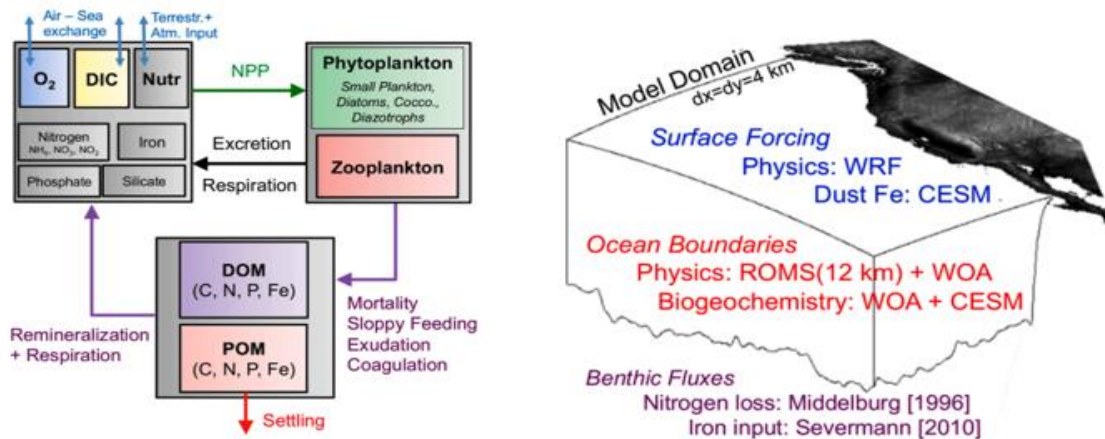 Air – Sea
exchange
Terrestr.+
Atm. Input
O2
DIC
Nutr
Nitrogen
NH4, NO3, NO2
Iron
Phosphate
Silicate
NPP
Excretion
Respiration
Phytoplankton
Small Plankton,
Diatoms, Cocco.,
Diazotrophs
Zooplankton
DOM
(C, N, P, Fe)
POM
(C, N, P, Fe)
Remineralization
+ Respiration
Mortality
Sloppy Feeding
Exudation
Coagulation
Settling
Model Domain
dx=dy=4 km
Surface Forcing
Physics: WRF
Dust Fe: CESM
Ocean Boundaries
Physics: ROMS(12 km) + WOA
Biogeochemistry: WOA + CESM
Benthic Fluxes
Nitrogen loss: Middelburg [1996]
Iron input: Severmann [2010]